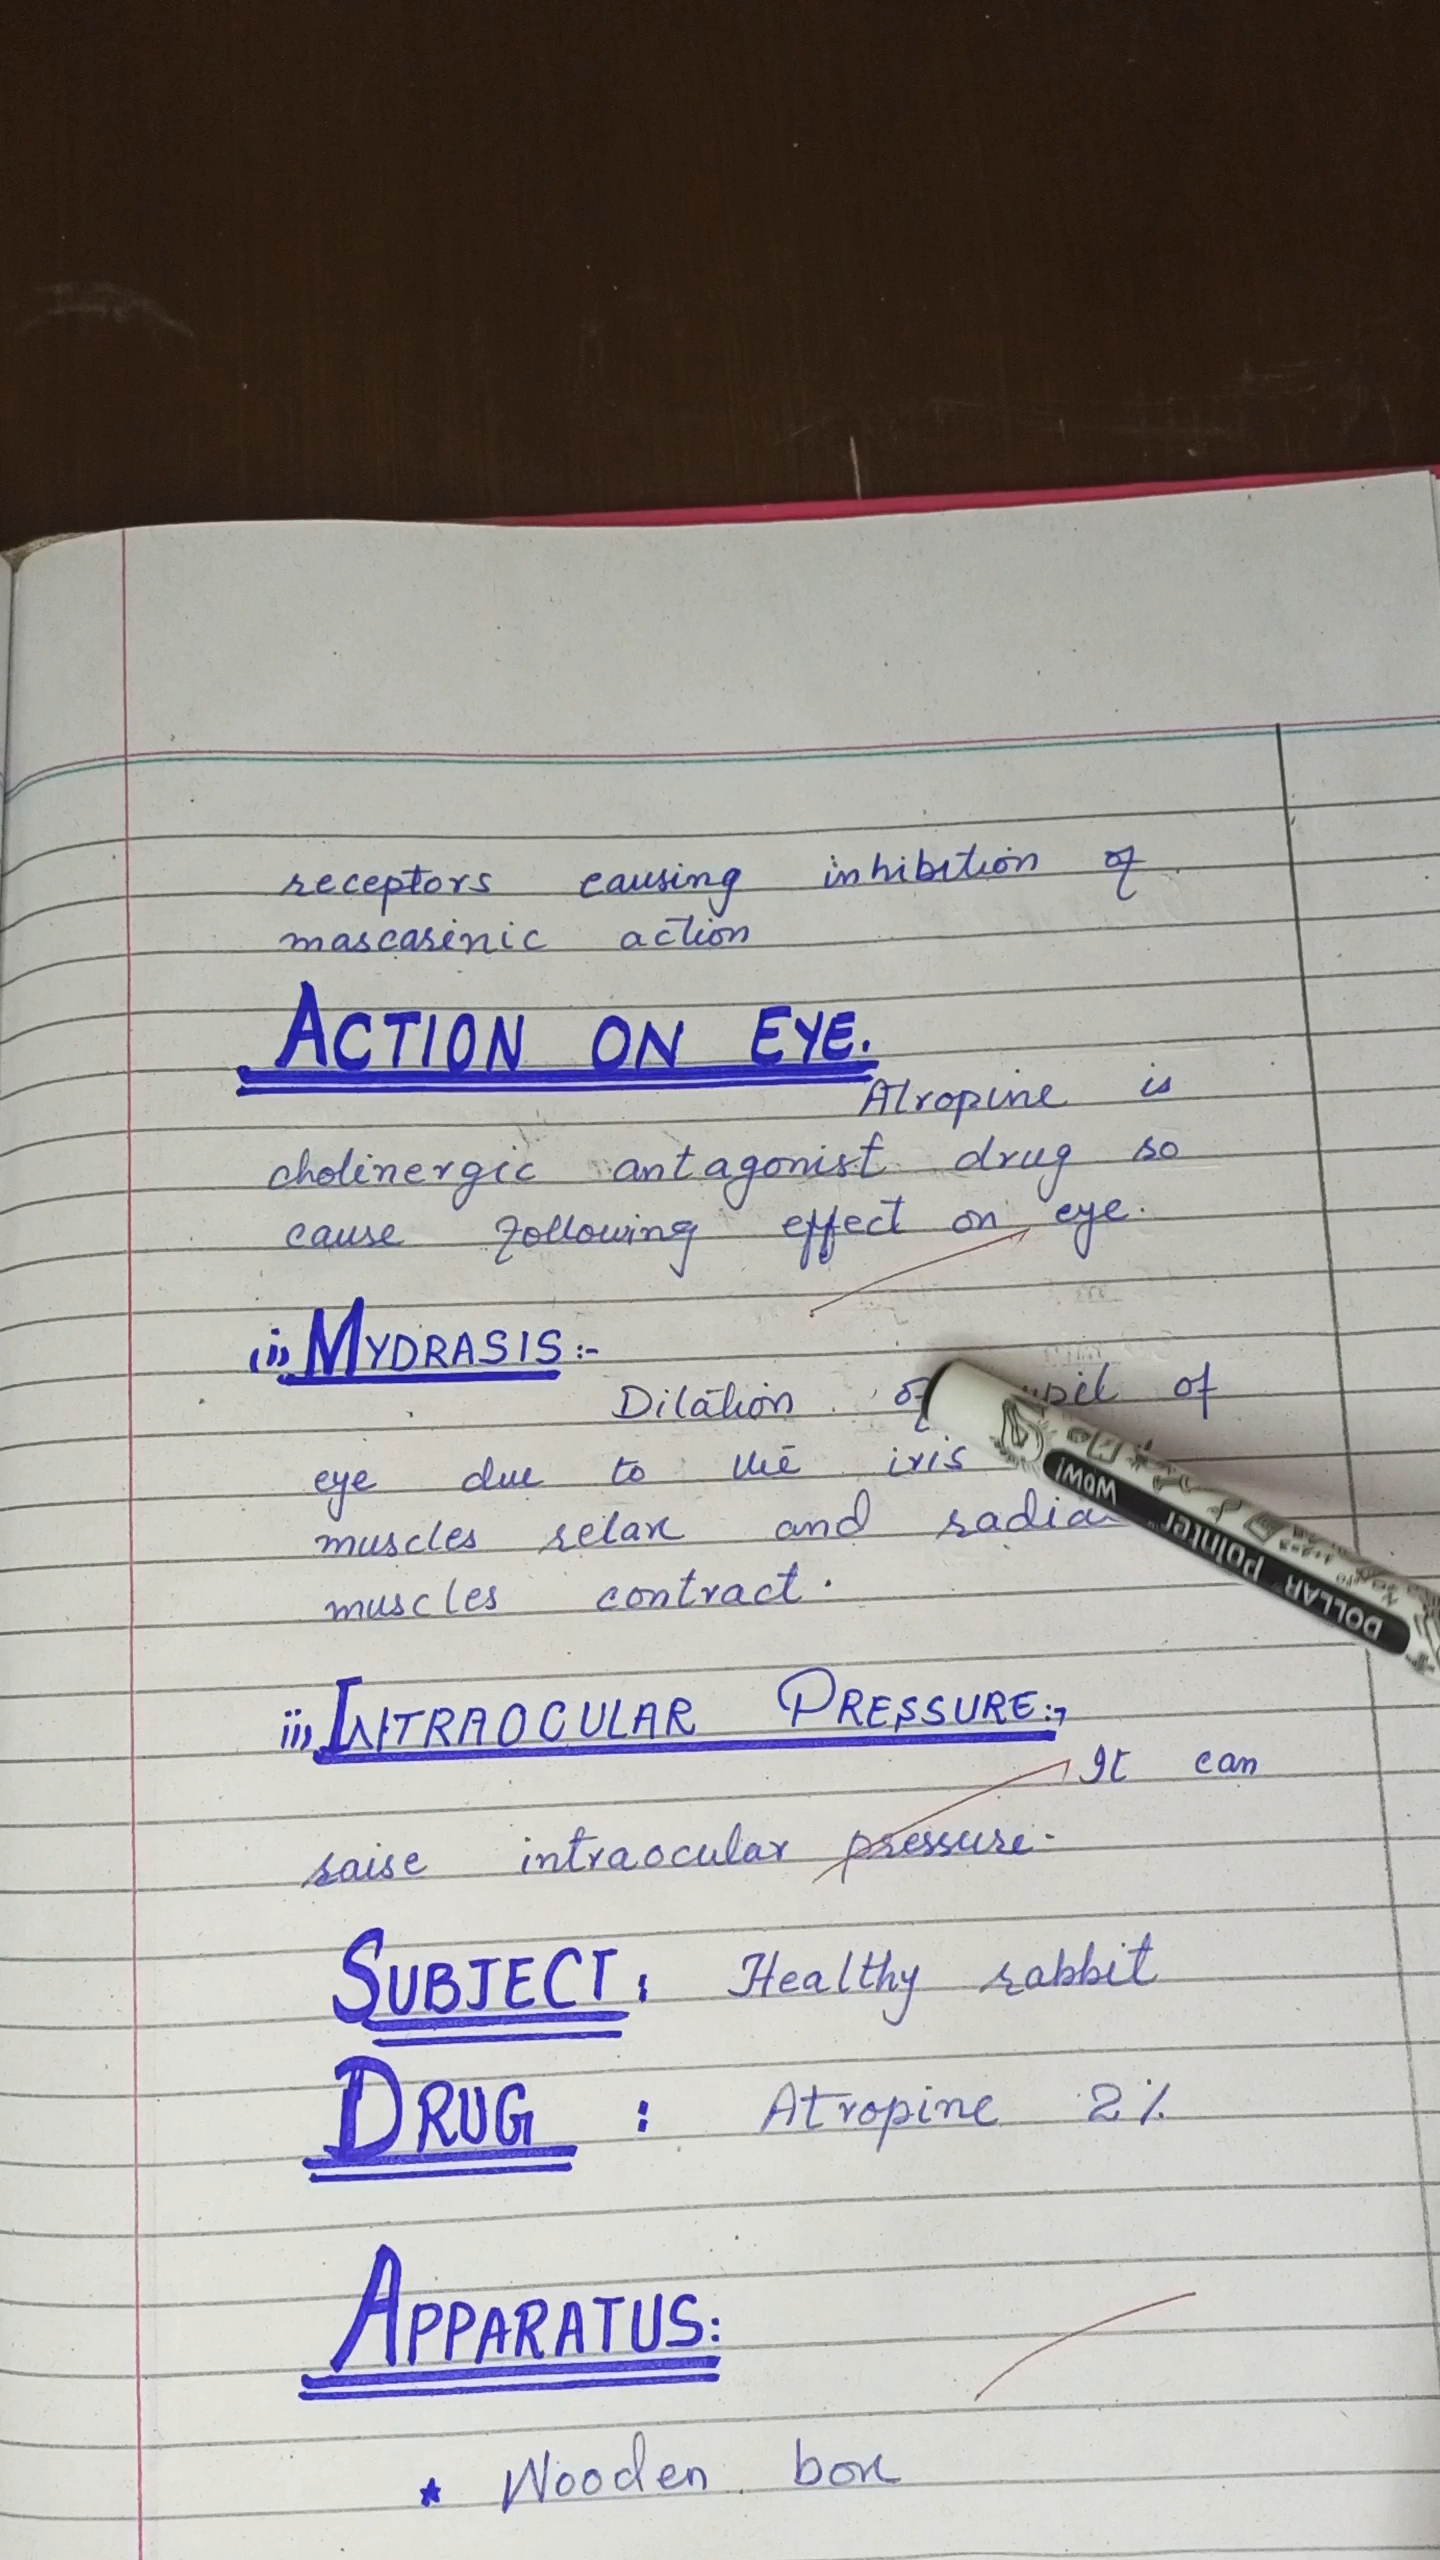 receptors causing inhibition of
mascarinic action
ACTION ON EYE.
Atropine is
cholinergic antagonist drug so
cause following effect on eye.
(i) MYDRASIS:-
Dilation of pupil of
eye due to the iris
muscles relax and radial
muscles contract.
ii) INTRAOCULAR PRESSURE:-
It can
raise intraocular pressure.
SUBJECT: Healthy rabbit
DRUG : Atropine 2%
APPARATUS:
* Wooden box
DOLLAR Pointer WOW!